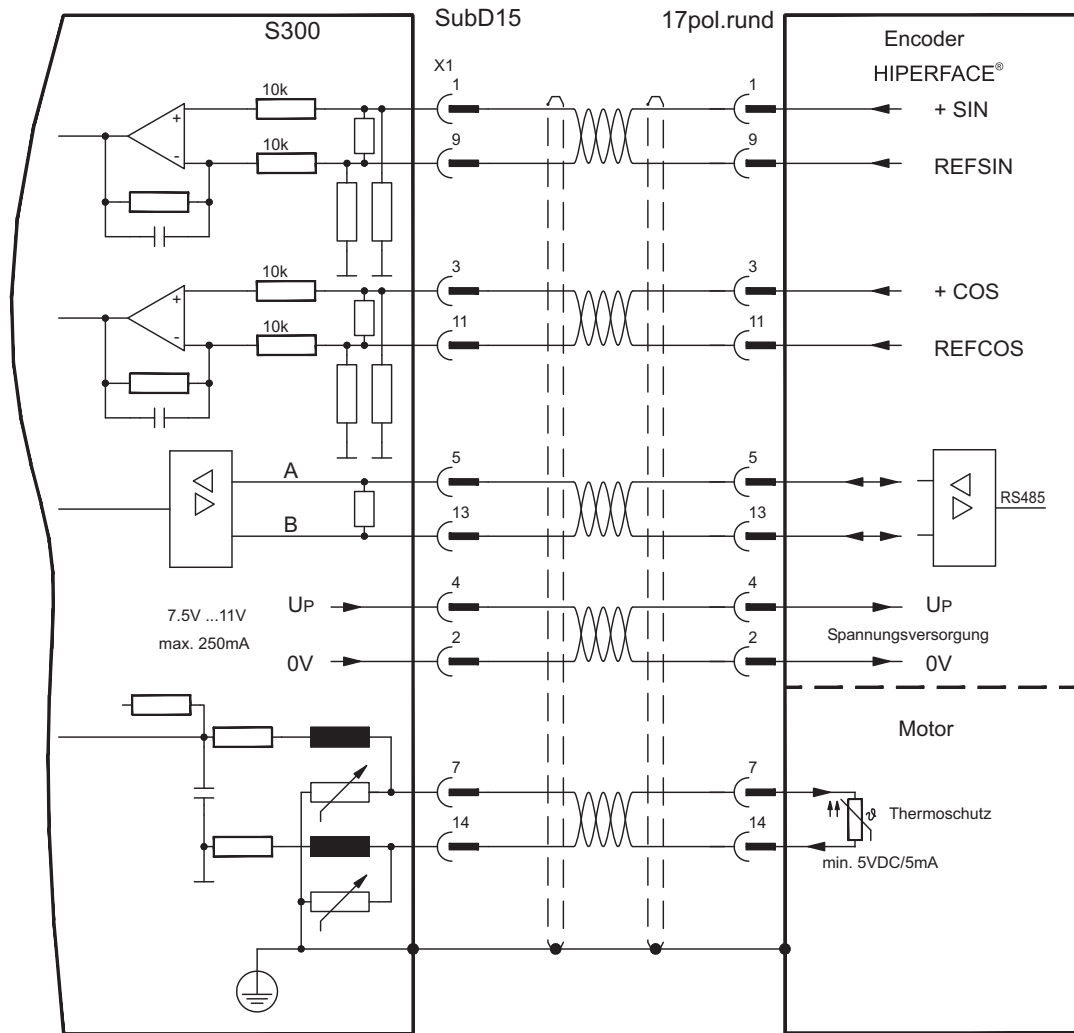 S300
SubD15
17pol.rund
Encoder
HIPERFACE®
X1
10k
1
1
+ SIN
+
-
10k
9
9
REFSIN
10k
3
3
+ COS
+
-
10k
11
11
REFCOS
A
5
5
RS485
B
13
13
7.5V ...11V
max. 250mA
UP
4
4
UP
Spannungsversorgung
0V
2
2
0V
Motor
7
7
ϑ
Thermoschutz
14
14
min. 5VDC/5mA